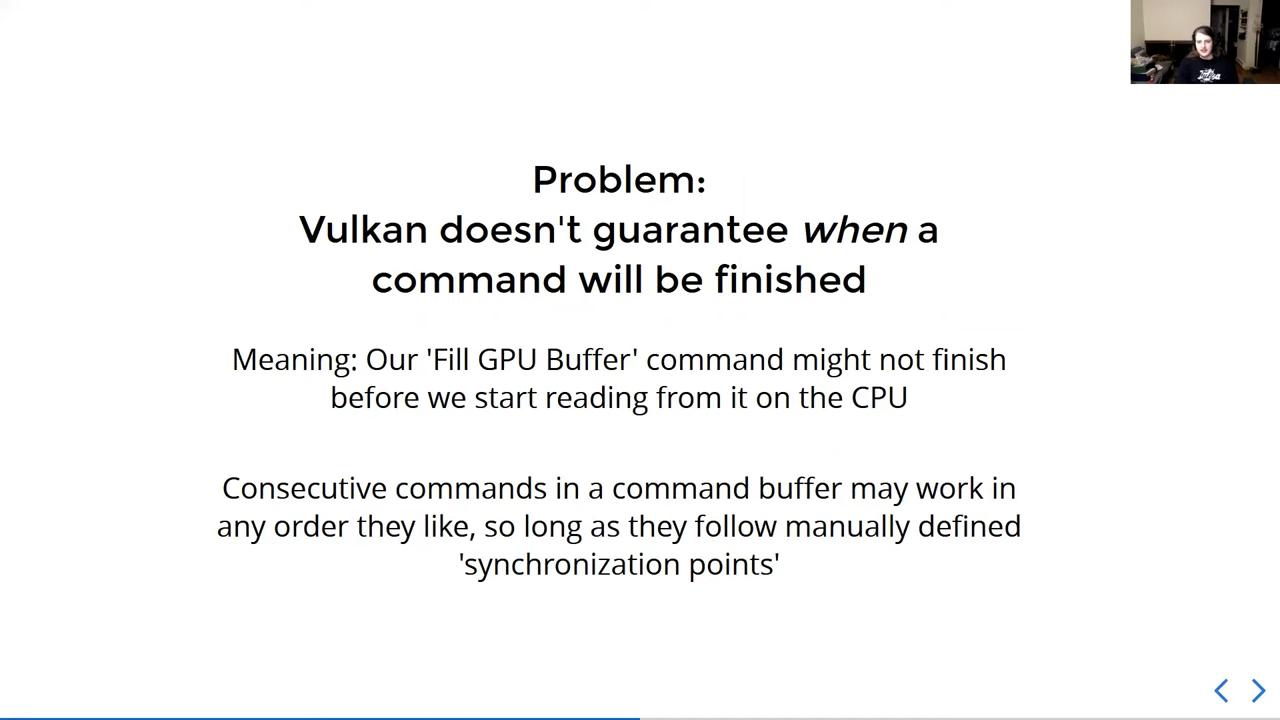 Problem:
Vulkan doesn't guarantee when a
command will be finished
Meaning: Our 'Fill GPU Buffer' command might not finish
before we start reading from it on the CPU
Consecutive commands in a command buffer may work in
any order they like, so long as they follow manually defined
'synchronization points'